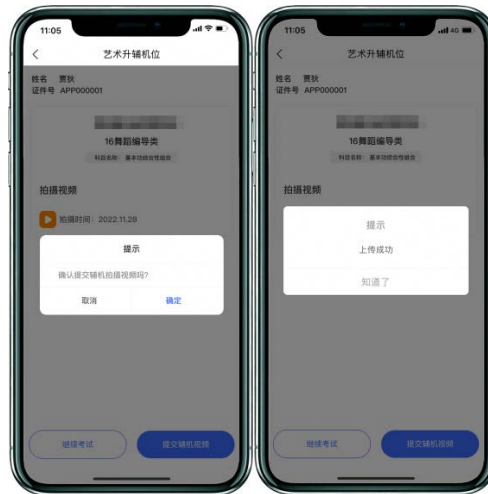 11:05
艺术升辅机位
姓名 贾狄
证件号 APP000001
16舞蹈编导类
科目名称: 基本功综合性组合
拍摄视频
拍摄时间: 2022.11.28
提示
确认提交辅机拍摄视频吗?
取消 确定
继续考试 提交辅机视频
11:05 4G
艺术升辅机位
姓名 贾狄
证件号 APP000001
16舞蹈编导类
科目名称: 基本功综合性组合
拍摄视频
提示
上传成功
知道了
继续考试 提交辅机视频